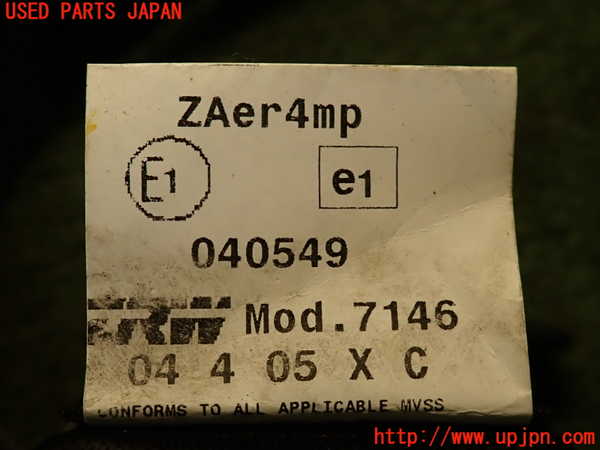 USED PARTS JAPAN
ZAer4mp
E1 e1
040549
TRW Mod.7146
04 4 05 X C
CONFORMS TO ALL APPLICABLE MVSS
http://www.upjpn.com/